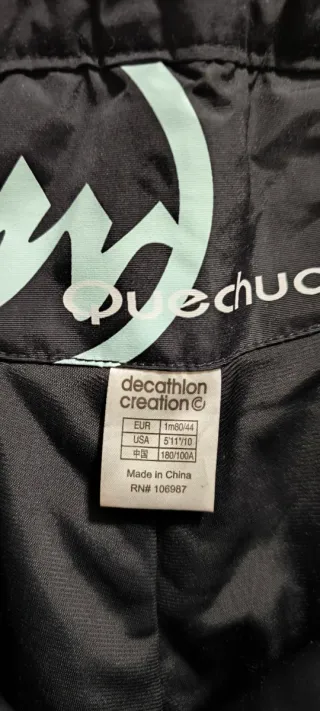 Quechua
decathlon
creation©
EUR 1m80/44
USA 5'11"/10
中国 180/100A
Made in China
RN# 106987